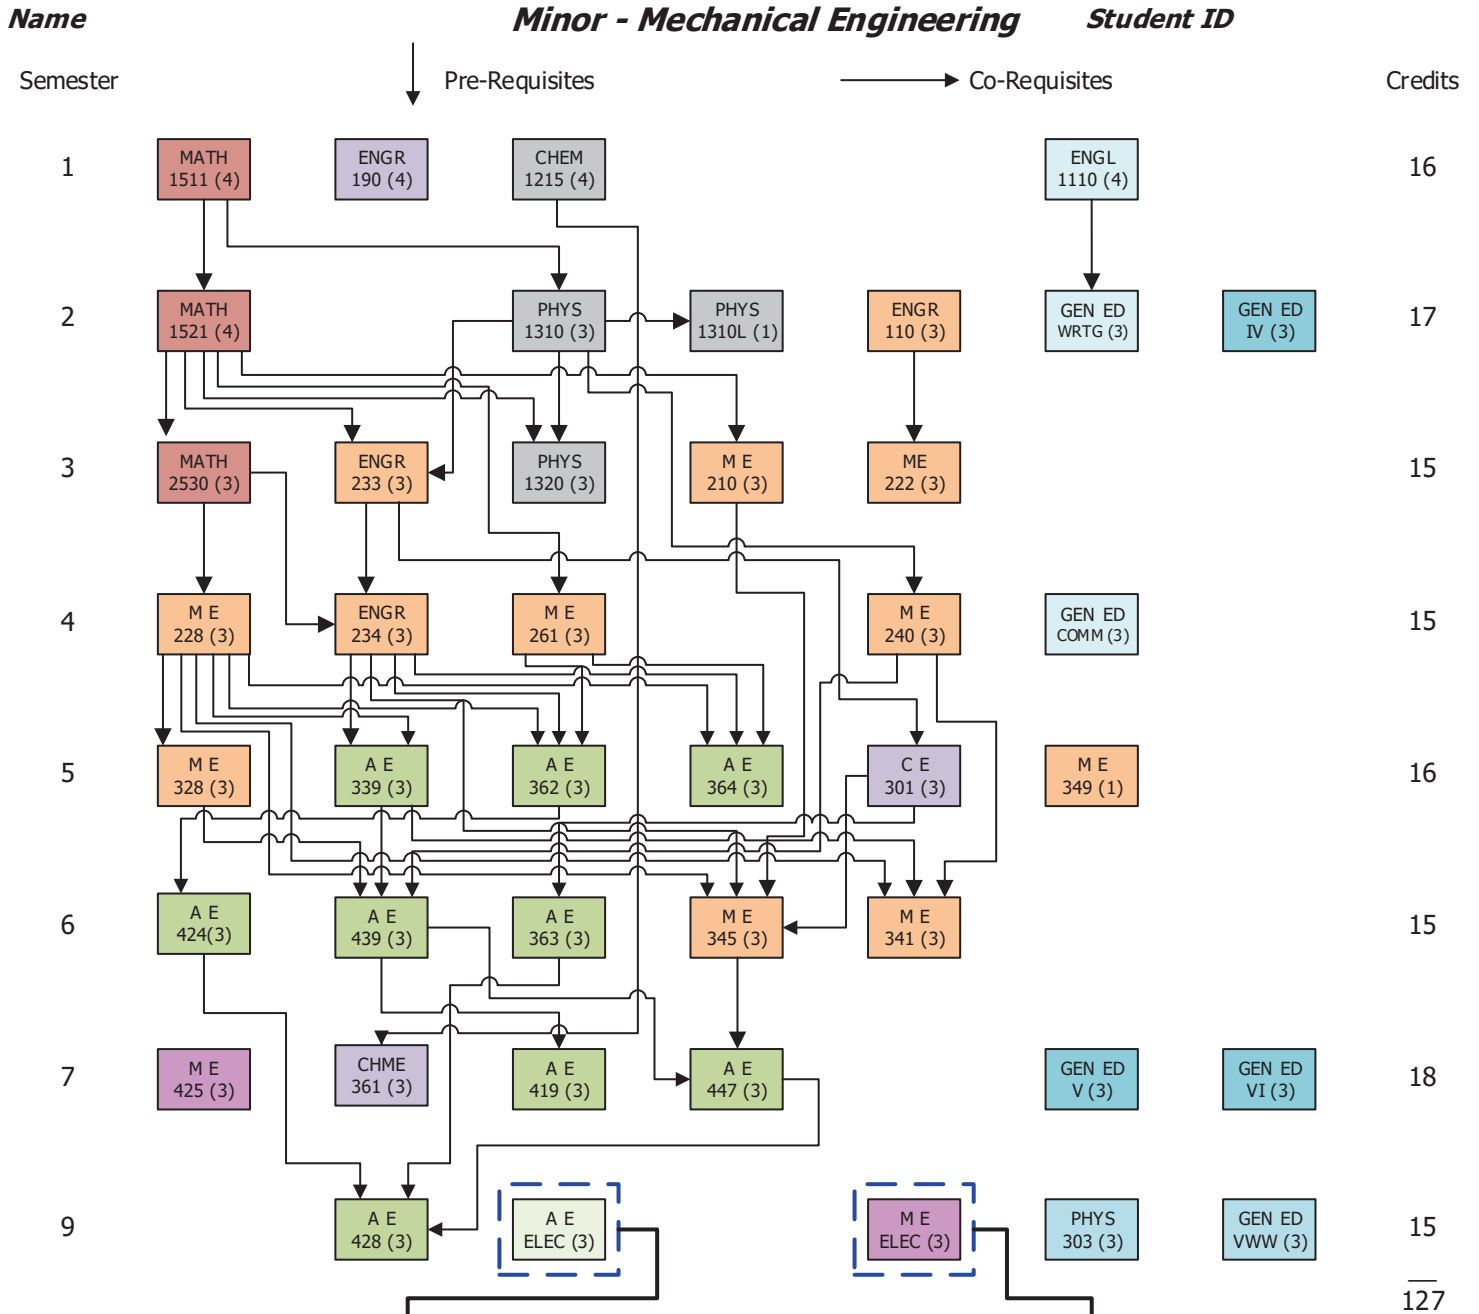 Name
Minor - Mechanical Engineering
Student ID
Semester
Pre-Requisites
Co-Requisites
Credits
1
MATH
1511 (4)
ENGR
190 (4)
CHEM
1215 (4)
ENGL
1110 (4)
16
2
MATH
1521 (4)
PHYS
1310 (3)
PHYS
1310L (1)
ENGR
110 (3)
GEN ED
WRTG (3)
GEN ED
IV (3)
17
3
MATH
2530 (3)
ENGR
233 (3)
PHYS
1320 (3)
M E
210 (3)
ME
222 (3)
15
4
M E
228 (3)
ENGR
234 (3)
M E
261 (3)
M E
240 (3)
GEN ED
COMM (3)
15
5
M E
328 (3)
A E
339 (3)
A E
362 (3)
A E
364 (3)
C E
301 (3)
M E
349 (1)
16
6
A E
424(3)
A E
439 (3)
A E
363 (3)
M E
345 (3)
M E
341 (3)
15
7
M E
425 (3)
CHME
361 (3)
A E
419 (3)
A E
447 (3)
GEN ED
V (3)
GEN ED
VI (3)
18
9
A E
428 (3)
A E
ELEC (3)
M E
ELEC (3)
PHYS
303 (3)
GEN ED
VWW (3)
15
127